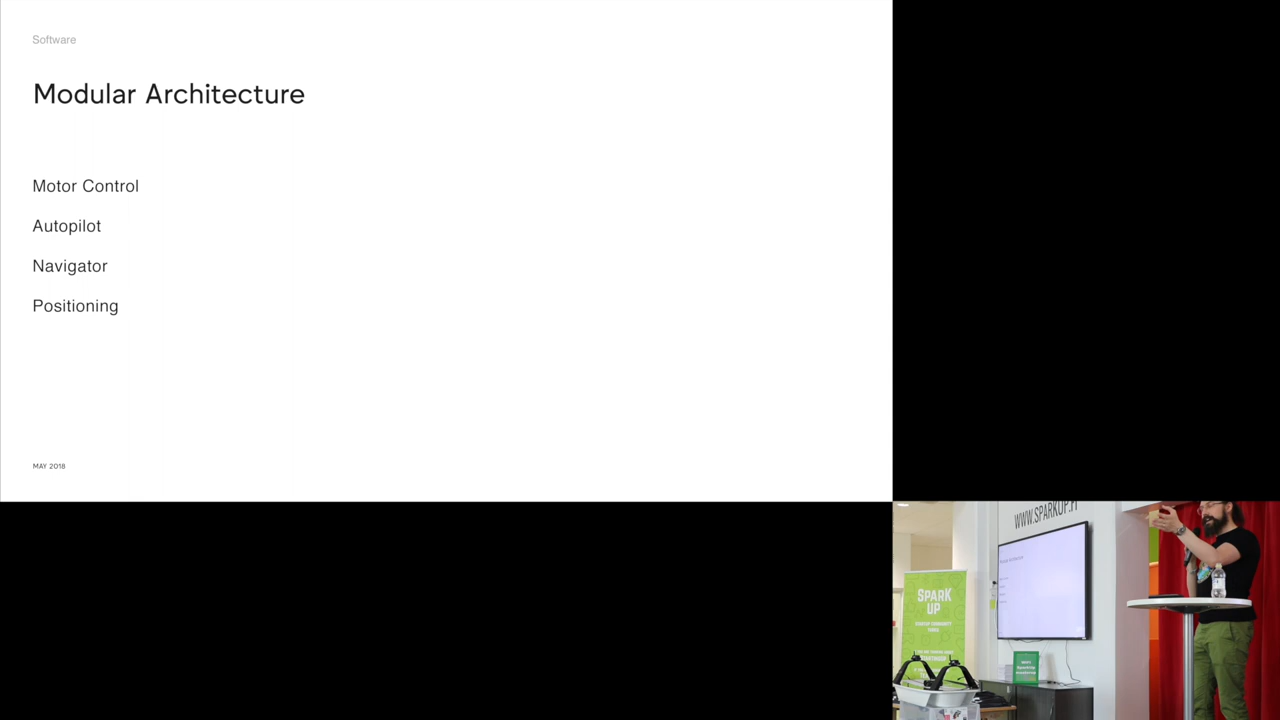 Software
Modular Architecture
Motor Control
Autopilot
Navigator
Positioning
MAY 2018
WWW.SPARKUP.FI
SPARK
UP